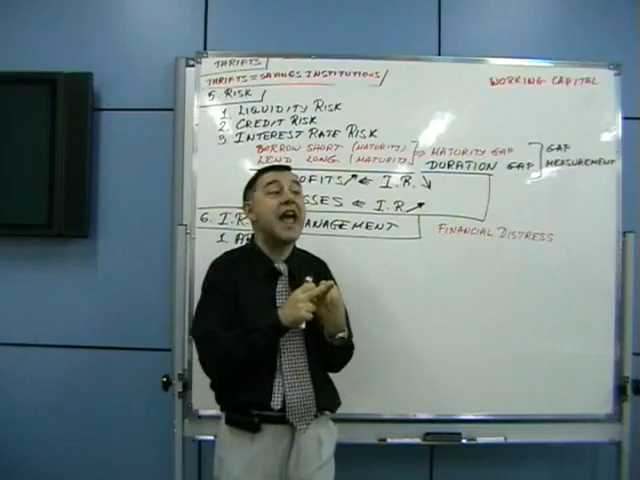 THRIFTS
THRIFTS = SAVINGS INSTITUTIONS
WORKING CAPITAL
5. RISK
1. LIQUIDITY RISK
2. CREDIT RISK
3 INTEREST RATE RISK
BORROW SHORT (MATURITY) ⇒ MATURITY GAP
LEND LONG (MATURITY) DURATION GAP
GAP
MEASUREMENT
OFITS ↗ ← I.R. ↘
SSES ← I.R. ↗
6. I.R. ANAGEMENT
FINANCIAL DISTRESS
1